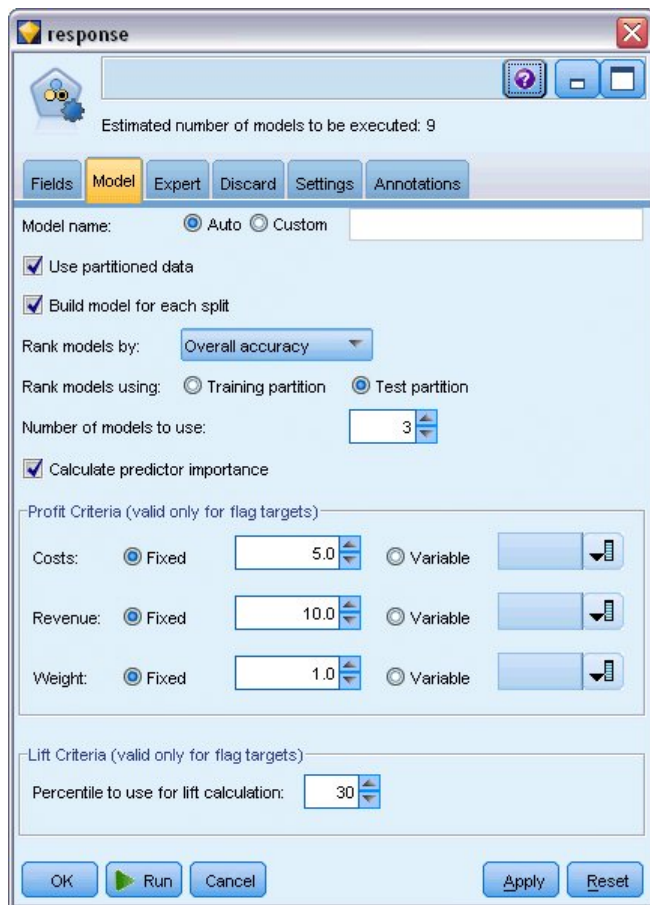 response
?
Estimated number of models to be executed: 9
Fields Model Expert Discard Settings Annotations
Model name: Auto Custom
Use partitioned data
Build model for each split
Rank models by: Overall accuracy
Rank models using: Training partition Test partition
Number of models to use: 3
Calculate predictor importance
Profit Criteria (valid only for flag targets)
Costs: Fixed 5.0 Variable
Revenue: Fixed 10.0 Variable
Weight: Fixed 1.0 Variable
Lift Criteria (valid only for flag targets)
Percentile to use for lift calculation: 30
OK Run Cancel Apply Reset